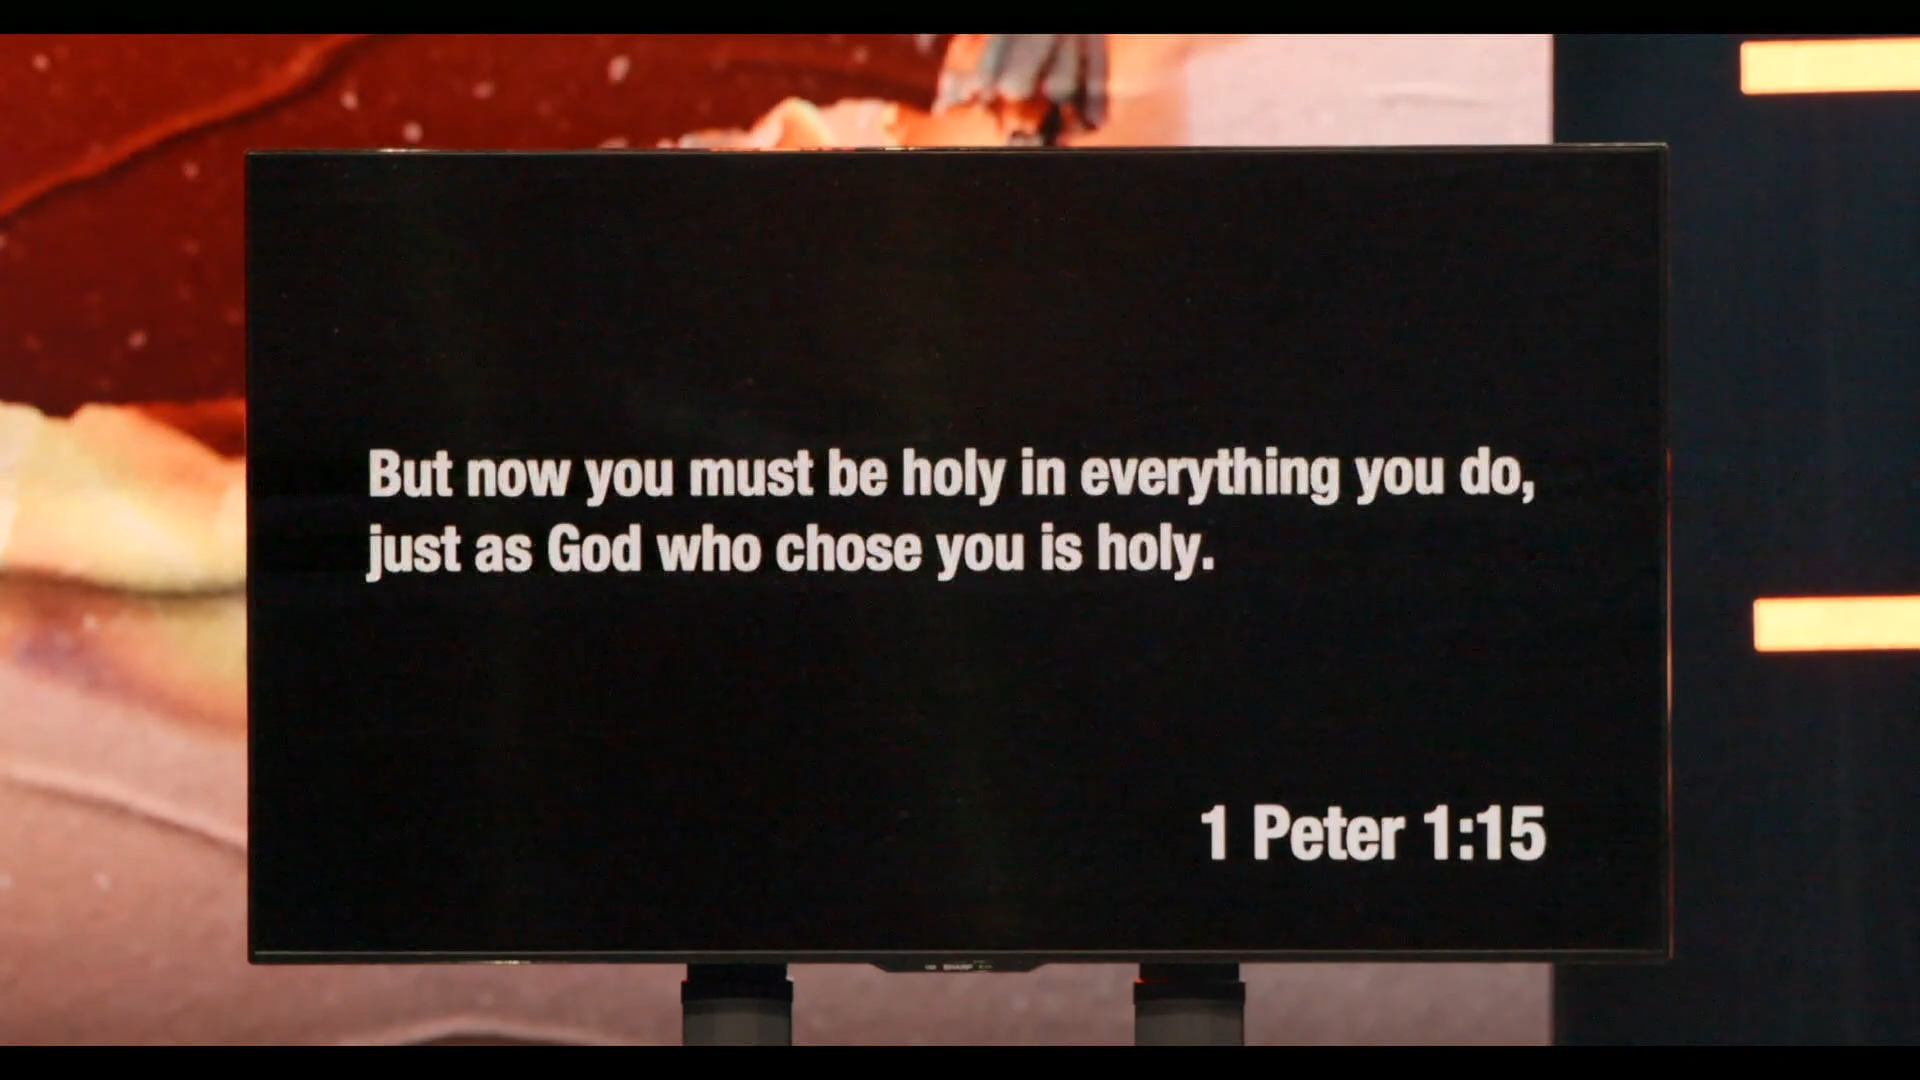 But now you must be holy in everything you do,
just as God who chose you is holy.
1 Peter 1:15
SHARP